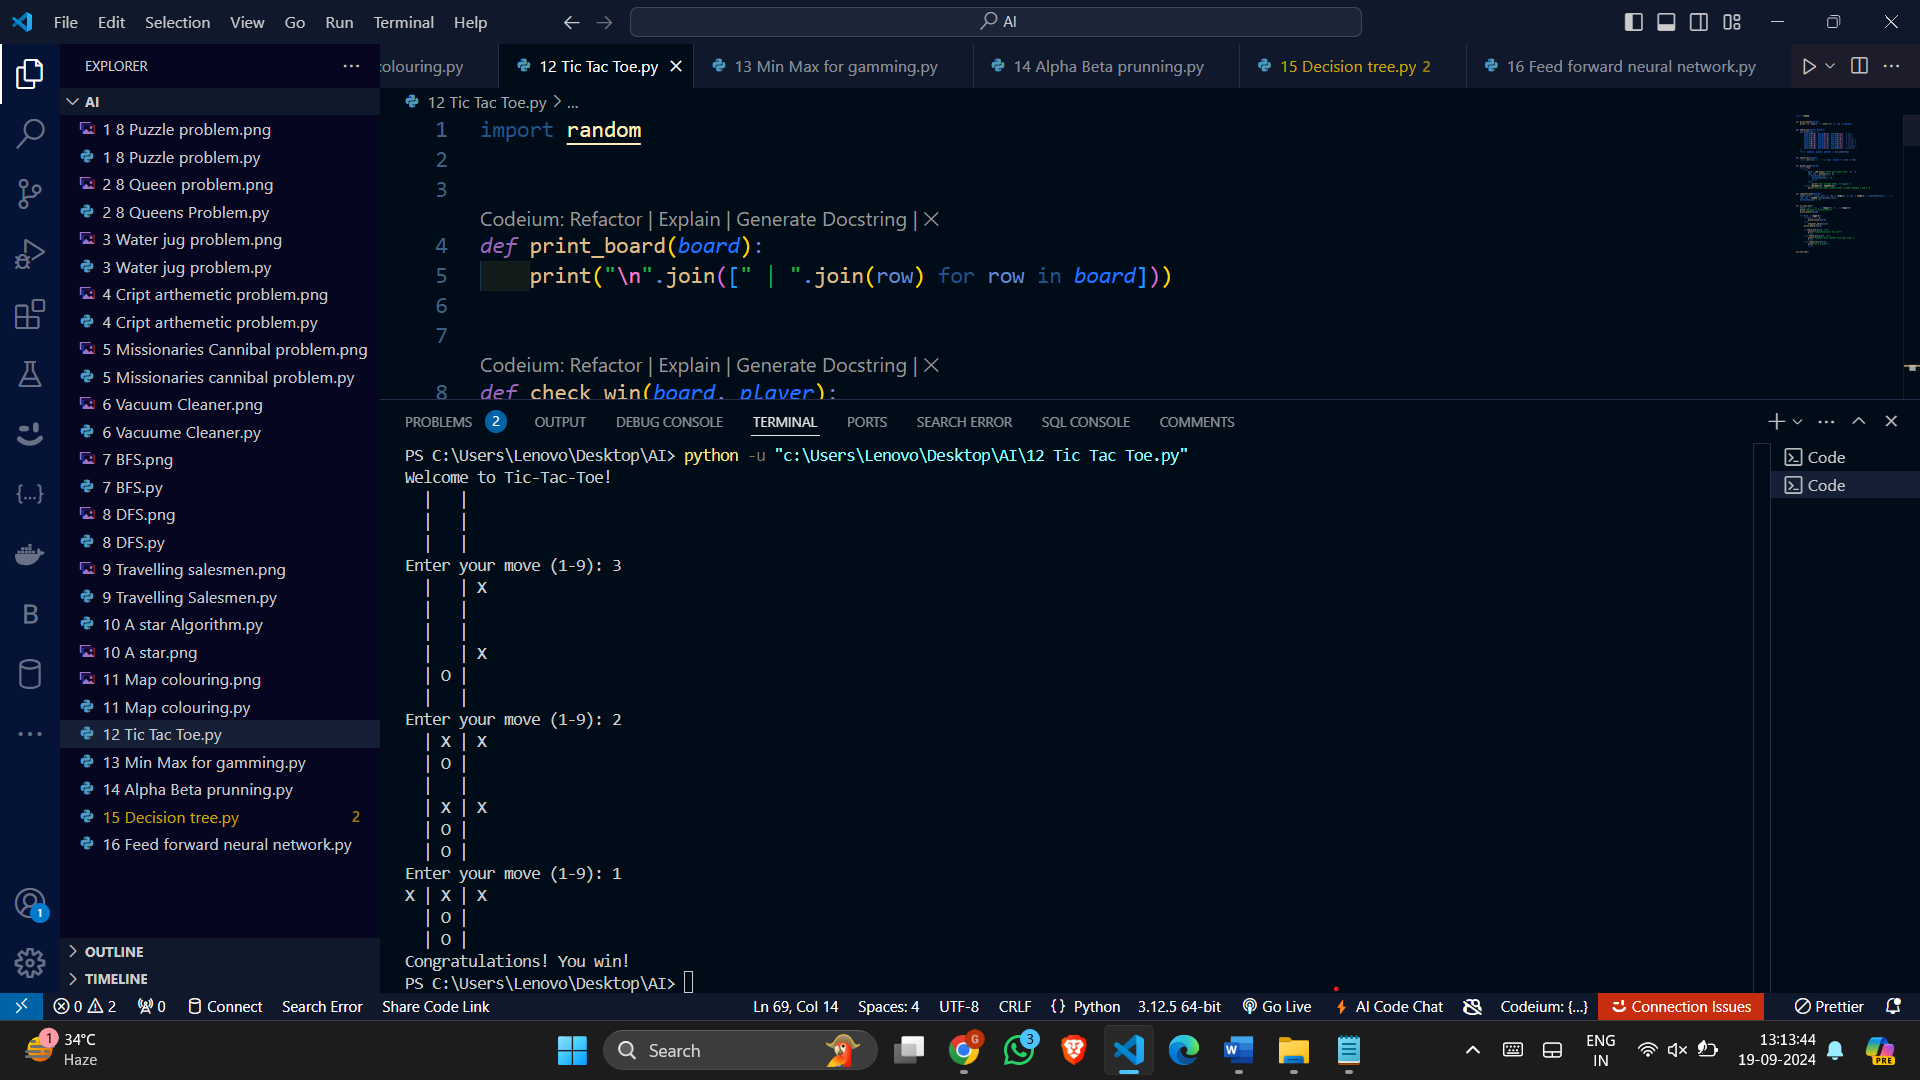 File Edit Selection View Go Run Terminal Help
AI
EXPLORER
colouring.py
12 Tic Tac Toe.py
13 Min Max for gamming.py
14 Alpha Beta prunning.py
15 Decision tree.py 2
16 Feed forward neural network.py
AI
1 8 Puzzle problem.png
1 8 Puzzle problem.py
2 8 Queen problem.png
2 8 Queens Problem.py
3 Water jug problem.png
3 Water jug problem.py
4 Cript arthemetic problem.png
4 Cript arthemetic problem.py
5 Missionaries Cannibal problem.png
5 Missionaries cannibal problem.py
6 Vacuum Cleaner.png
6 Vacuume Cleaner.py
7 BFS.png
7 BFS.py
8 DFS.png
8 DFS.py
9 Travelling salesmen.png
9 Travelling Salesmen.py
10 A star Algorithm.py
10 A star.png
11 Map colouring.png
11 Map colouring.py
12 Tic Tac Toe.py
13 Min Max for gamming.py
14 Alpha Beta prunning.py
15 Decision tree.py 2
16 Feed forward neural network.py
OUTLINE
TIMELINE
12 Tic Tac Toe.py > ...
1 import random
2
3
Codeium: Refactor | Explain | Generate Docstring | ×
4 def print_board(board):
5 print("\n".join([" | ".join(row) for row in board]))
6
7
Codeium: Refactor | Explain | Generate Docstring | ×
8 def check_win(board, player):
PROBLEMS 2 OUTPUT DEBUG CONSOLE TERMINAL PORTS SEARCH ERROR SQL CONSOLE COMMENTS
Code
Code
PS C:\Users\Lenovo\Desktop\AI> python -u "c:\Users\Lenovo\Desktop\AI\12 Tic Tac Toe.py"
Welcome to Tic-Tac-Toe!
  |   |
  |   |
  |   |
Enter your move (1-9): 3
  |   | X
  |   |
  |   |
  |   | X
  | O |
  |   |
Enter your move (1-9): 2
  | X | X
  | O |
  |   |
  | X | X
  | O |
  | O |
Enter your move (1-9): 1
X | X | X
  | O |
  | O |
Congratulations! You win!
PS C:\Users\Lenovo\Desktop\AI>
1
0 2 0 Connect Search Error Share Code Link Ln 69, Col 14 Spaces: 4 UTF-8 CRLF {} Python 3.12.5 64-bit Go Live AI Code Chat Codeium: {...} Connection Issues Prettier
1 34°C
Haze
Search
G
3
ENG
IN
13:13:44
19-09-2024
PRE